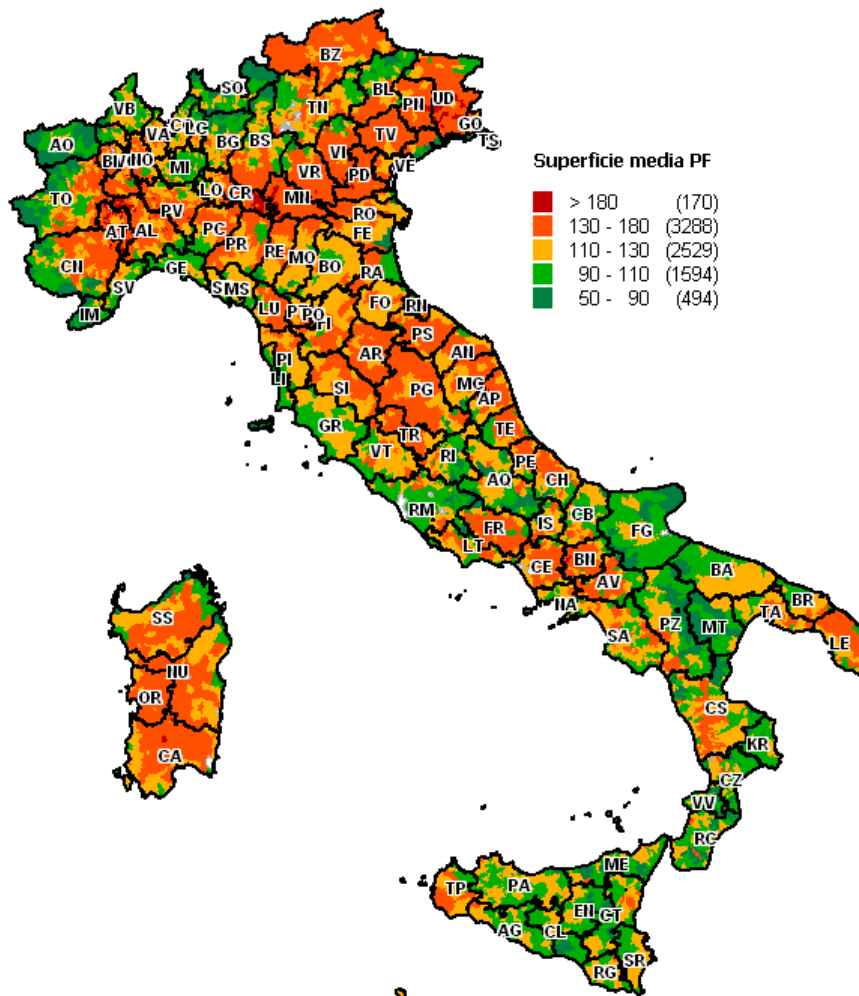 BZ
SO
BL
UD
VB
TN
PN
C
LC
GO
VA
BG
BS
TV
TS
AO
VI
BI
NO
MI
VE
VR
PD
TO
LO
CR
MN
PV
RO
AT
AL
PC
FE
PR
RE
CN
GE
MO
BO
RA
SV
S
MS
IM
LU
PO
FI
FO
RN
PS
PI
AR
AN
LI
SI
PG
MC
AP
GR
TR
TE
VT
RI
PE
AQ
CH
RM
IS
CB
FR
FG
LT
CE
BN
BA
AV
NA
PZ
MT
BR
TA
SA
LE
SS
NU
OR
CS
CA
KR
CZ
VV
RC
ME
TP
PA
EN
CT
AG
CL
SR
RG
Superficie media PF
> 180 (170)
130 - 180 (3288)
110 - 130 (2529)
90 - 110 (1594)
50 - 90 (494)